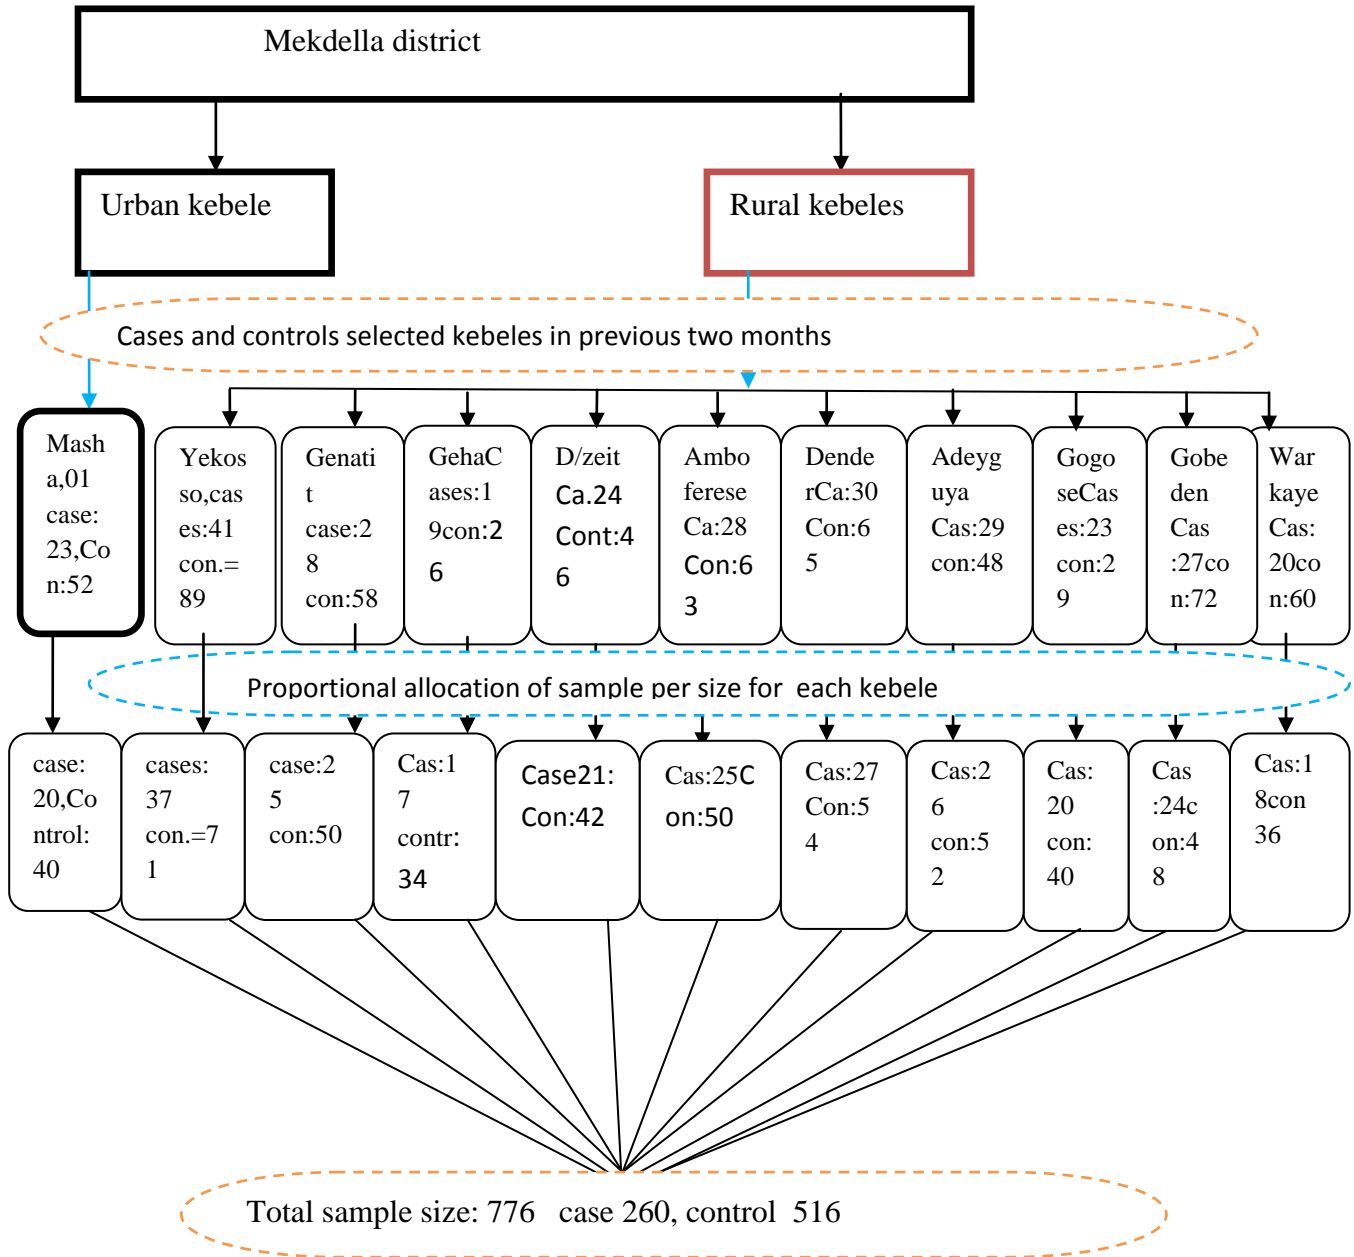 Mekdella district
Urban kebele
Rural kebeles
Cases and controls selected kebeles in previous two months
Mash
a,01
case:
23,Co
n:52
Yekos
so,cas
es:41
con.=
89
Genati
t
case:2
8
con:58
GehaC
ases:1
9con:2
6
D/zeit
Ca.24
Cont:4
6
Ambo
ferese
Ca:28
Con:6
3
Dende
rCa:30
Con:6
5
Adeyg
uya
Cas:29
con:48
Gogo
seCas
es:23
con:2
9
Gobe
den
Cas
:27co
n:72
War
kaye
Cas:
20co
n:60
Proportional allocation of sample per size for each kebele
case:
20,Co
ntrol:
40
cases:
37
con.=7
1
case:2
5
con:50
Cas:1
7
contr:
34
Case21:
Con:42
Cas:25C
on:50
Cas:27
Con:5
4
Cas:2
6
con:5
2
Cas:
20
con:
40
Cas
:24c
on:4
8
Cas:1
8con
36
Total sample size: 776 case 260, control 516